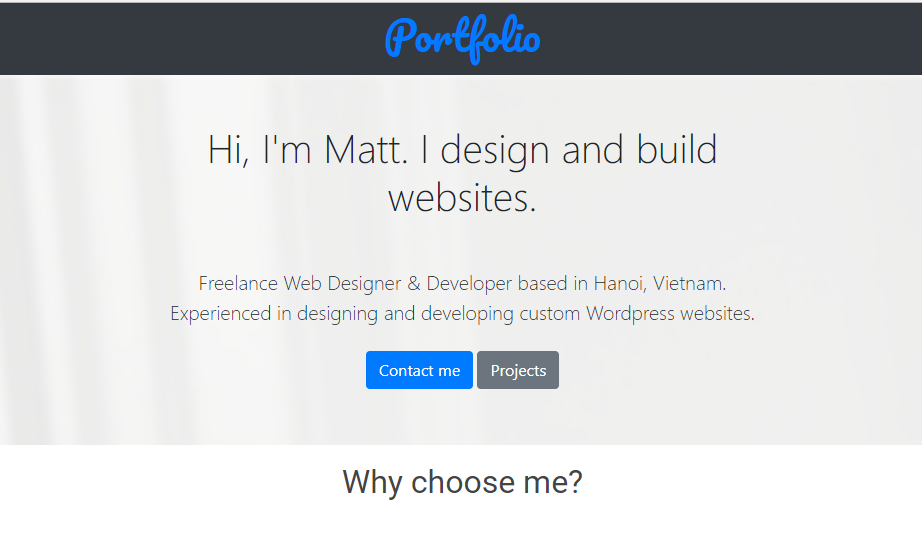 Portfolio
Hi, I'm Matt. I design and build
websites.
Freelance Web Designer & Developer based in Hanoi, Vietnam.
Experienced in designing and developing custom Wordpress websites.
Contact me Projects
Why choose me?